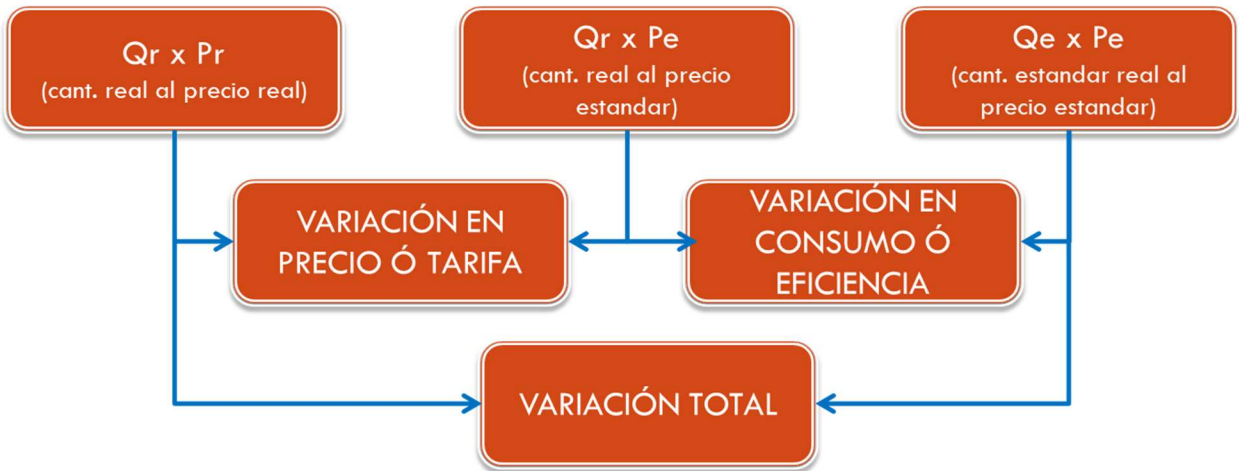 Qr x Pr
(cant. real al precio real)
Qr x Pe
(cant. real al precio
estandar)
Qe x Pe
(cant. estandar real al
precio estandar)
VARIACIÓN EN
PRECIO Ó TARIFA
VARIACIÓN EN
CONSUMO Ó
EFICIENCIA
VARIACIÓN TOTAL